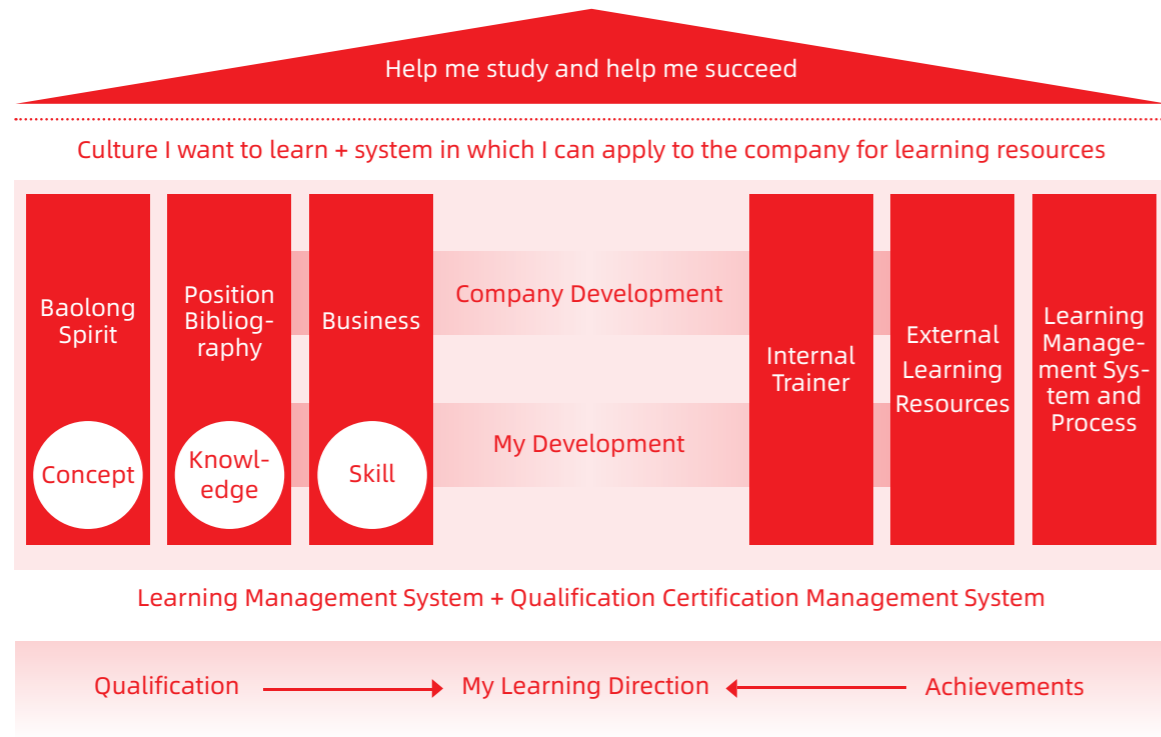 Help me study and help me succeed
Culture I want to learn + system in which I can apply to the company for learning resources
Baolong
Spirit
Concept
Position
Bibliog-
raphy
Knowl-
edge
Business
Skill
Company Development
My Development
Internal
Trainer
External
Learning
Resources
Learning
Manage-
ment Sys-
tem and
Process
Learning Management System + Qualification Certification Management System
Qualification
My Learning Direction
Achievements